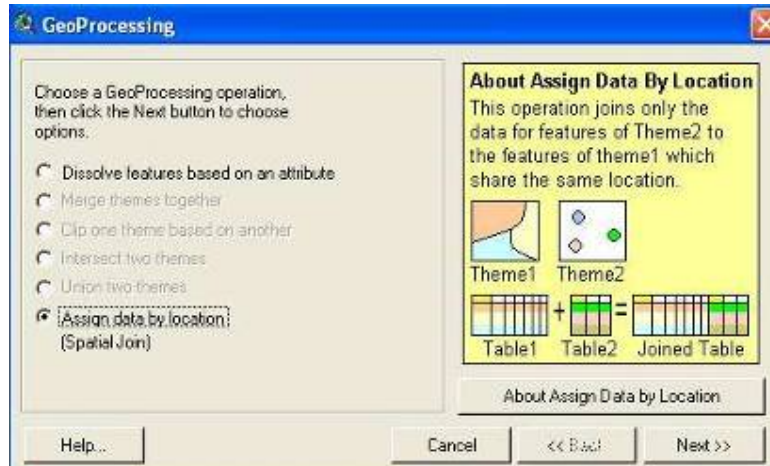 GeoProcessing
Choose a GeoProcessing operation,
then click the Next button to choose
options.
Dissolve features based on an attribute
Merge themes together
Clip one theme based on another
Intersect two themes
Union two themes
Assign data by location
(Spatial Join)
About Assign Data By Location
This operation joins only the
data for features of Theme2 to
the features of theme1 which
share the same location.
Theme1 Theme2
+ =
Table1 Table2 Joined Table
About Assign Data by Location
Help... Cancel << Back Next >>